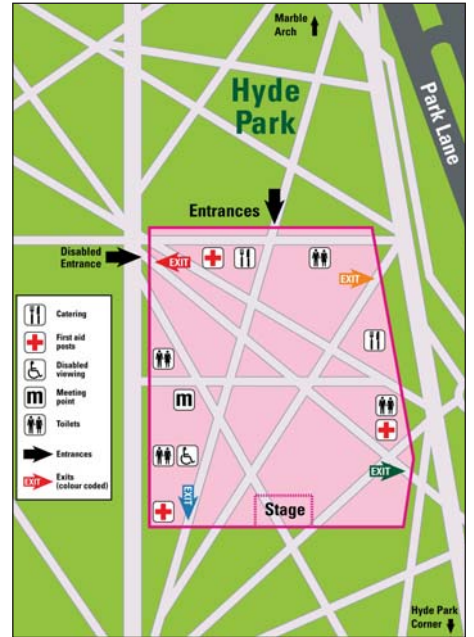 Marble
Arch
Park Lane
Hyde
Park
Entrances
Disabled
Entrance
EXIT
EXIT
Catering
First aid
posts
Disabled
viewing
m
Meeting
point
Toilets
Entrances
EXIT
Exits
(colour coded)
m
EXIT
EXIT
Stage
Hyde Park
Corner